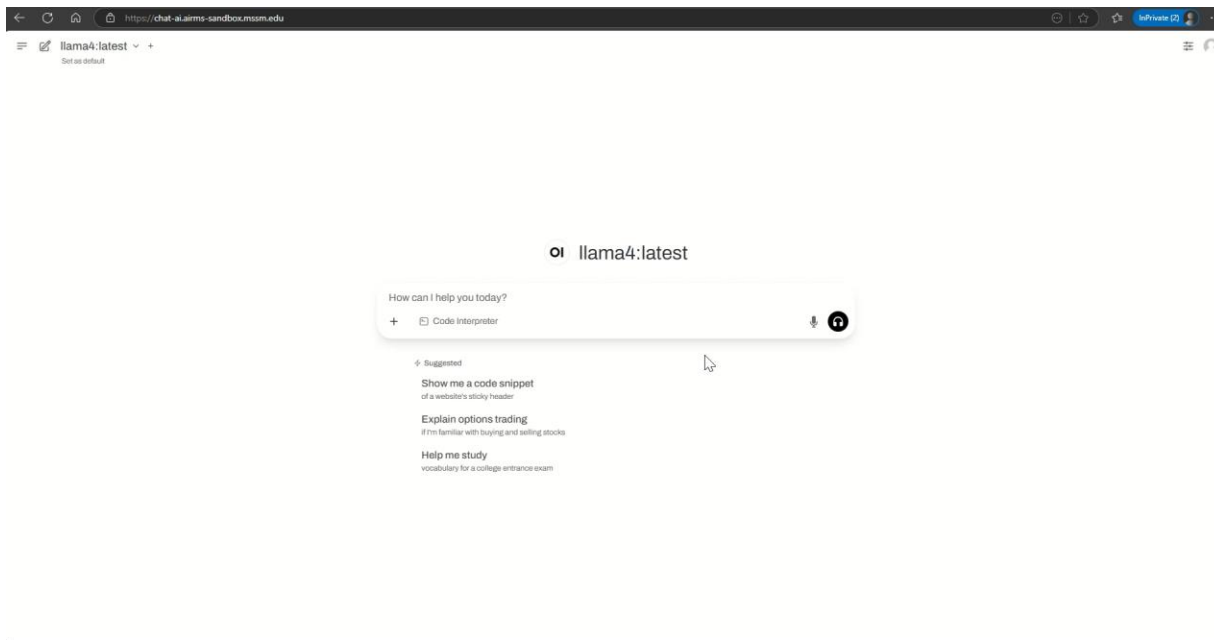 https://chat-ai.airms-sandbox.mssm.edu
InPrivate (2)
llama4:latest
Set as default
OI llama4:latest
How can I help you today?
Code Interpreter
Suggested
Show me a code snippet
of a website's sticky header
Explain options trading
if I'm familiar with buying and selling stocks
Help me study
vocabulary for a college entrance exam